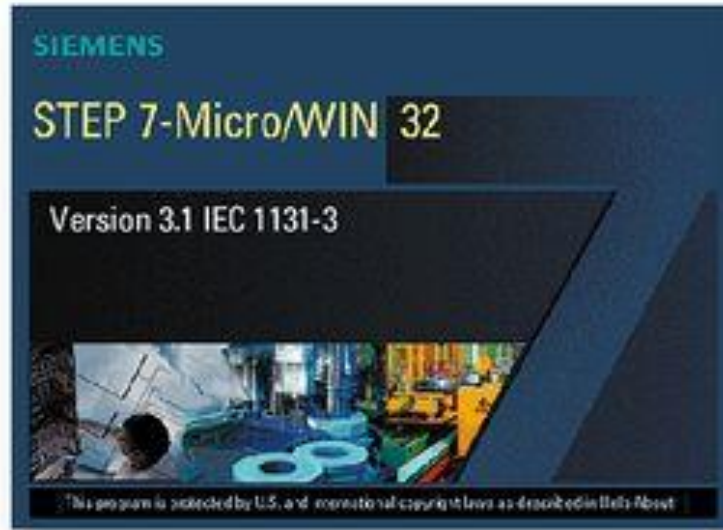 SIEMENS
STEP 7-Micro/WIN 32
Version 3.1 IEC 1131-3
This program is protected by U.S. and international copyright laws as described in Help About